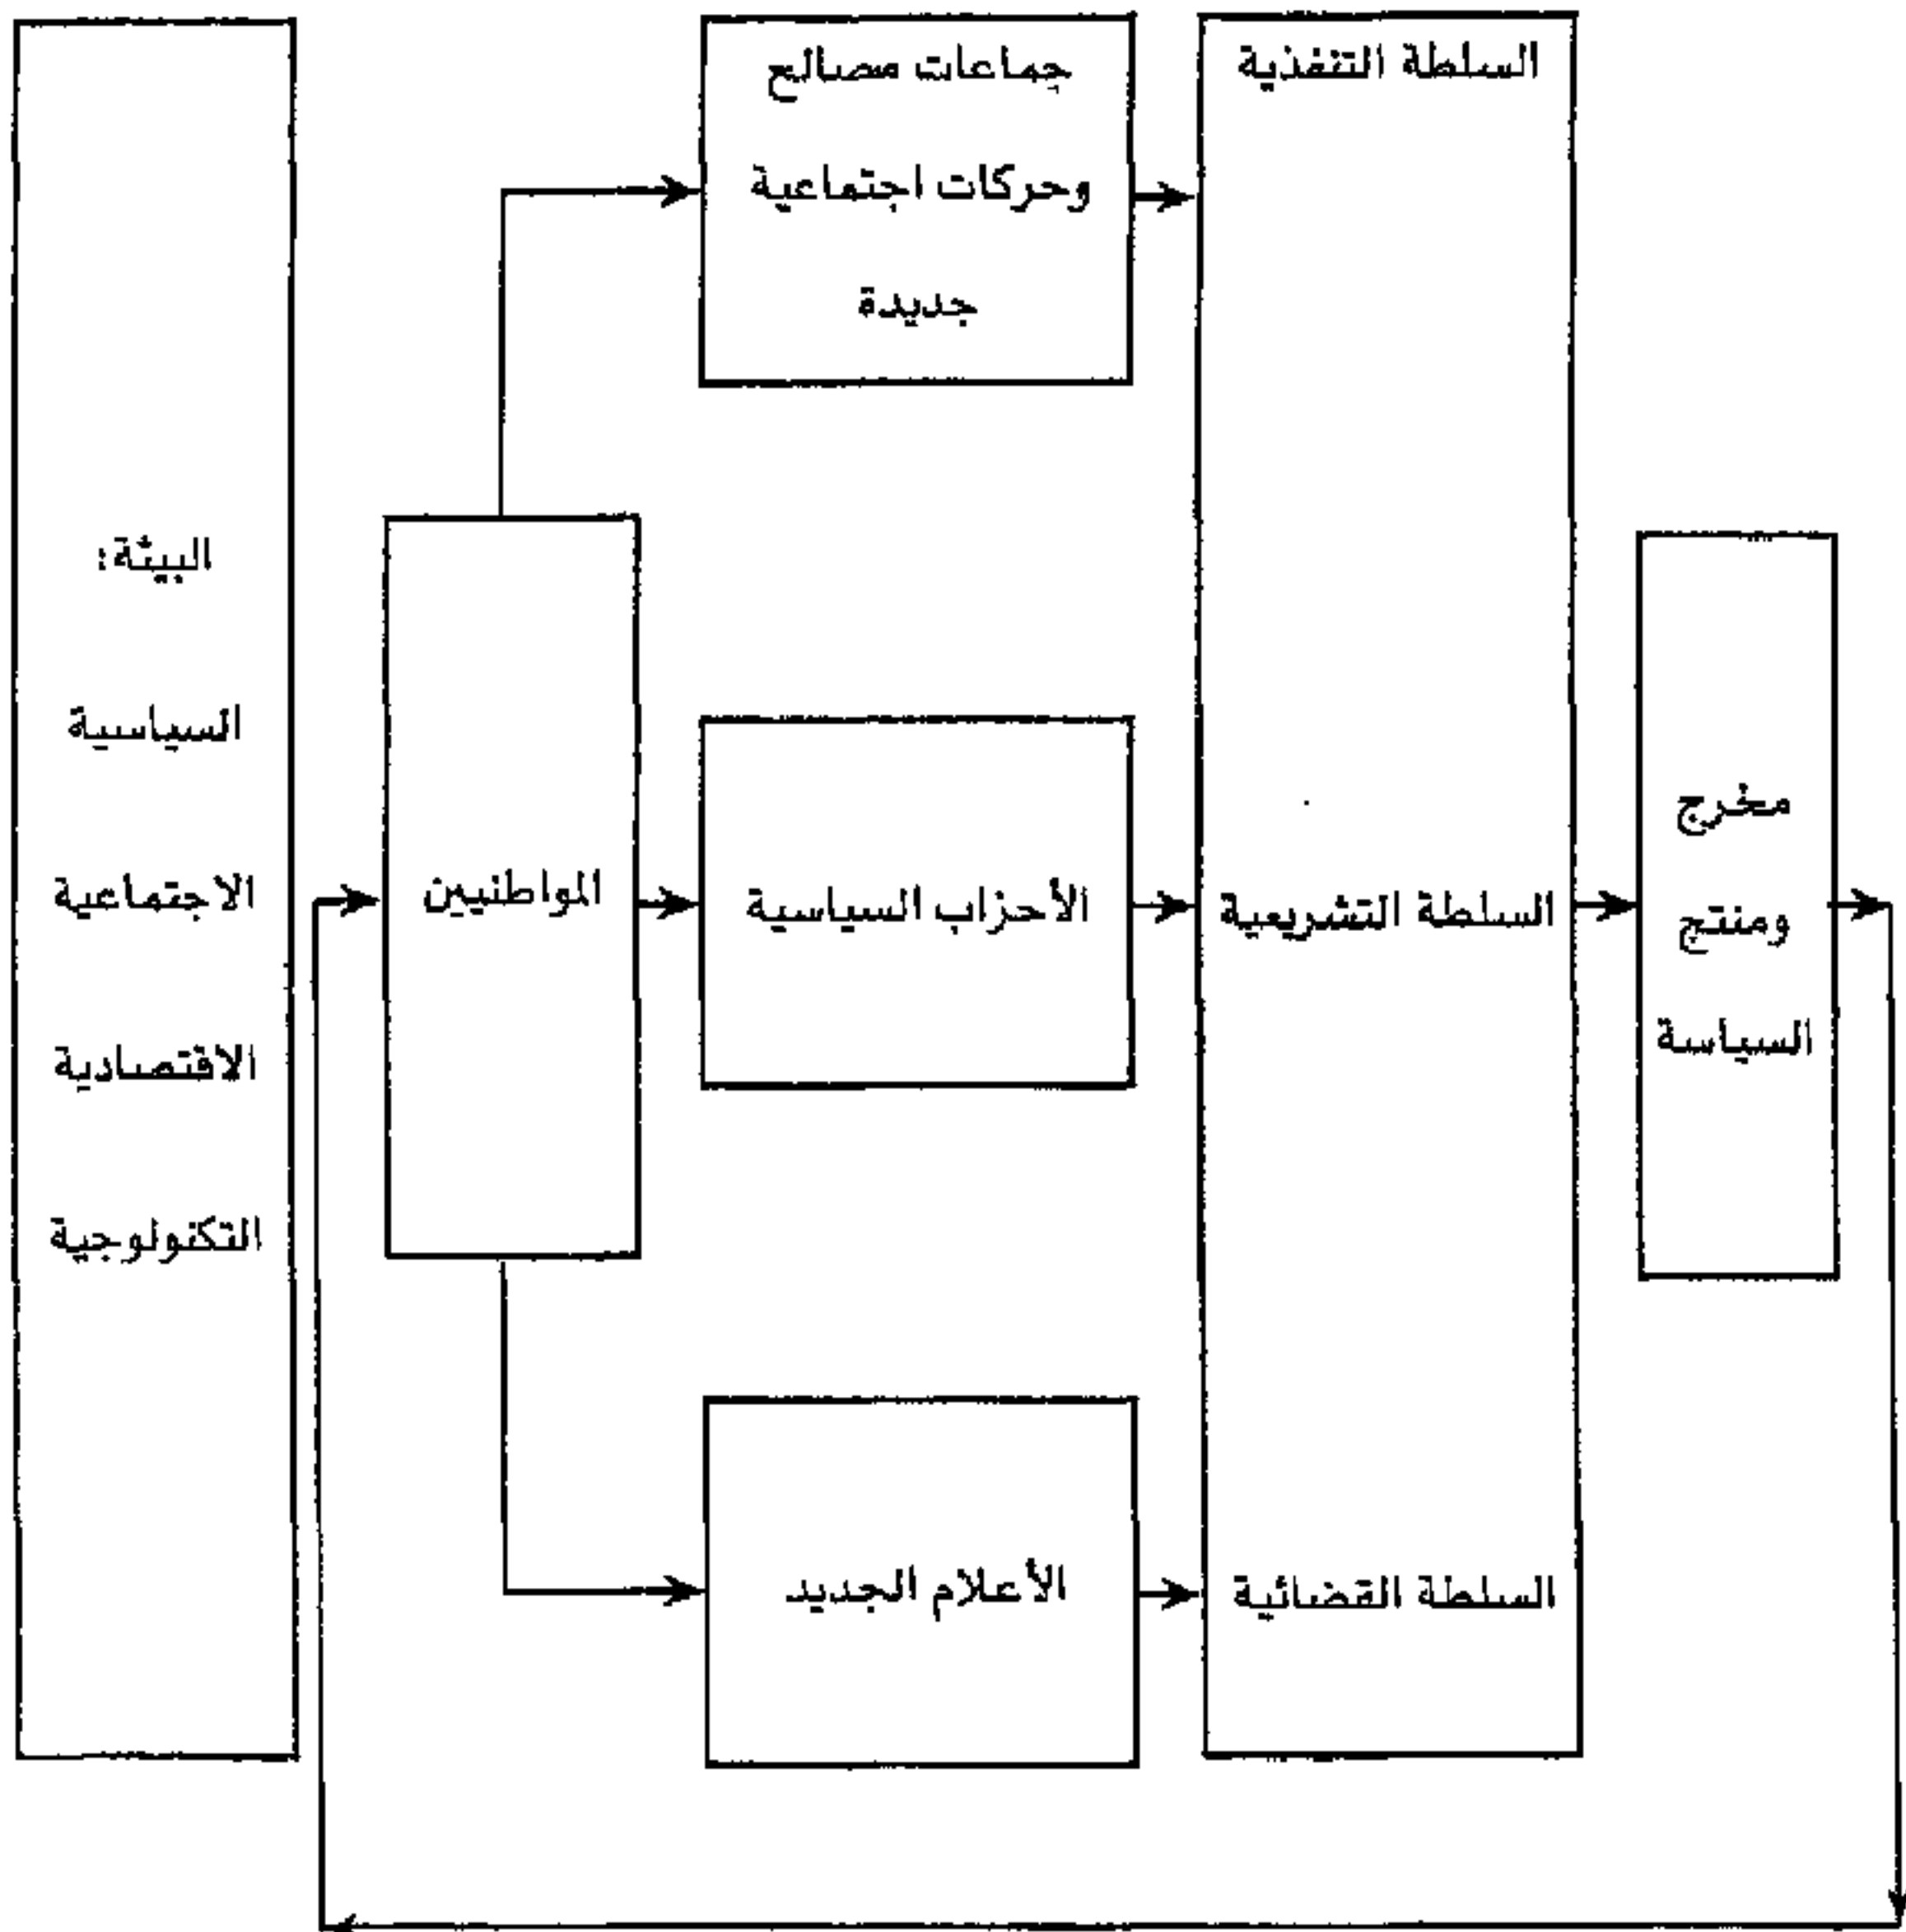 السلطة التنفذية
جماعات مصالح
وحركات اجتماعية
جديدة
البيئة:
السياسية
الاجتماعية
الاقتصادية
التكنولوجية
المواطنيين
الأحزاب السياسية
السلطة التشريعية
مخرج
ومنتج
السياسة
الأعلام الجديد
السلطة القضائية